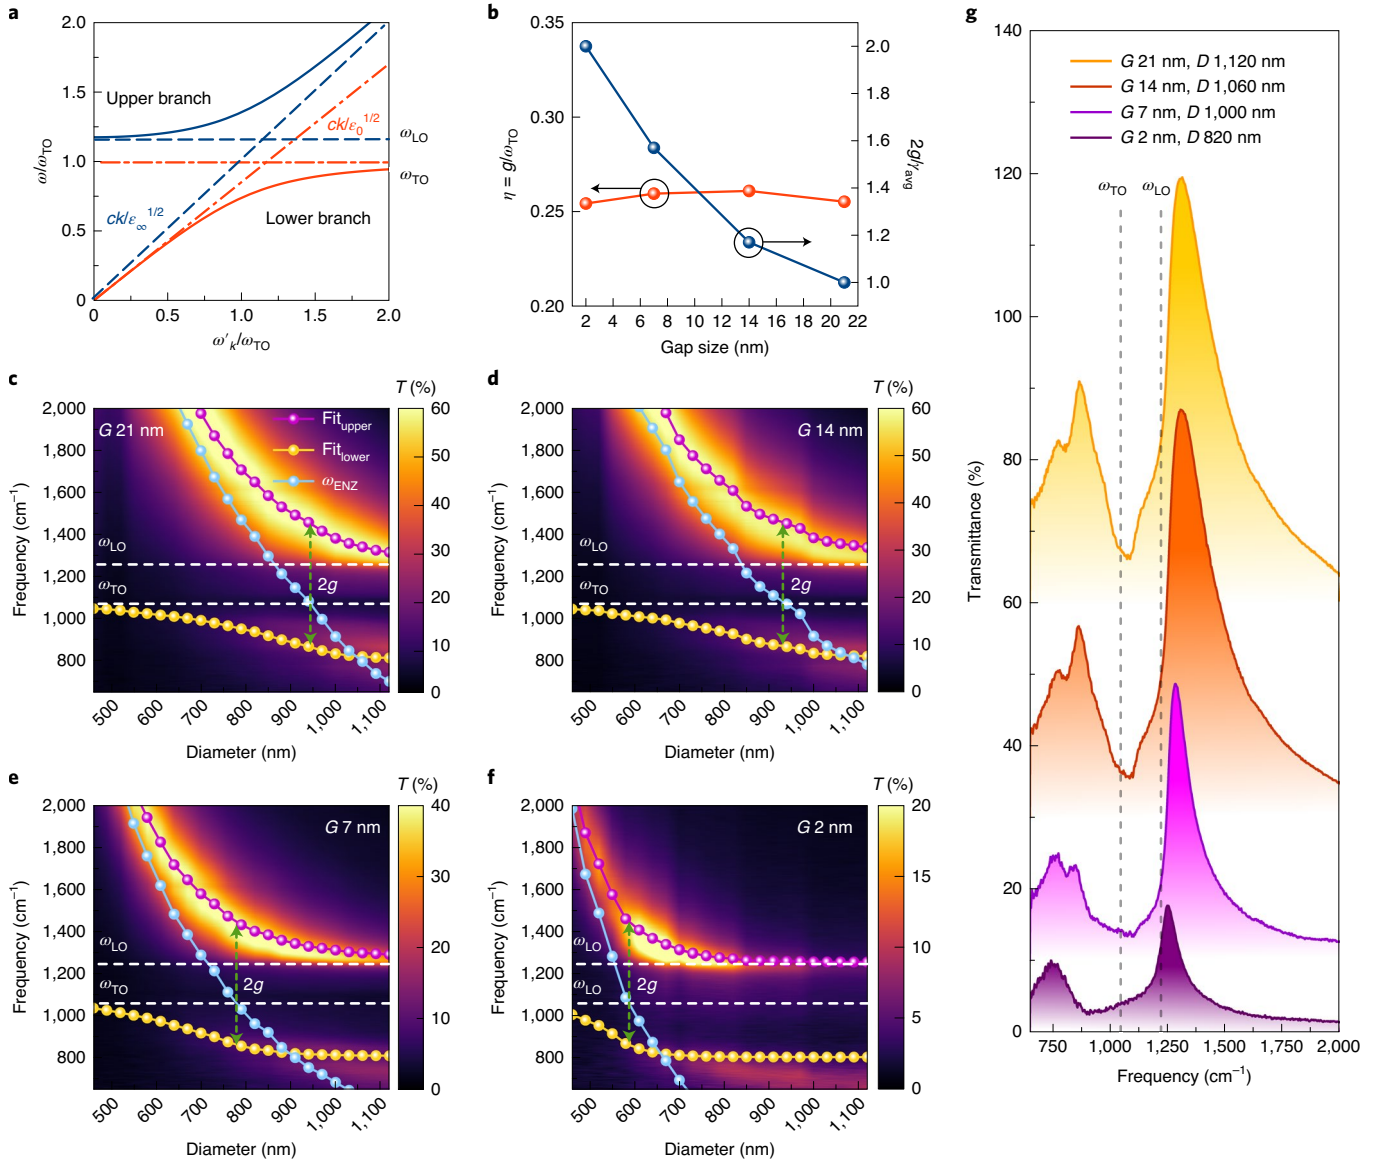 a
2.0
1.5
1.0
0.5
0
0
0.5
1.0
1.5
2.0
ω/ωTO
ω′k/ωTO
Upper branch
Lower branch
ck/ε0^1/2
ck/ε∞^1/2
ωLO
ωTO
b
0.35
0.30
0.25
0.20
η = g/ωTO
2 4 6 8 10 12 14 16 18 20 22
Gap size (nm)
2.0
1.8
1.6
1.4
1.2
1.0
2g/γavg
c
T (%)
2,000
1,800
1,600
1,400
1,200
1,000
800
Frequency (cm−1)
G 21 nm
Fitupper
Fitlower
ωENZ
ωLO
ωTO
2g
500 600 700 800 900 1,000 1,100
Diameter (nm)
60
50
40
30
20
10
0
d
T (%)
2,000
1,800
1,600
1,400
1,200
1,000
800
Frequency (cm−1)
G 14 nm
ωLO
ωTO
2g
500 600 700 800 900 1,000 1,100
Diameter (nm)
60
50
40
30
20
10
0
e
T (%)
2,000
1,800
1,600
1,400
1,200
1,000
800
Frequency (cm−1)
G 7 nm
ωLO
ωTO
2g
500 600 700 800 900 1,000 1,100
Diameter (nm)
40
30
20
10
0
f
T (%)
2,000
1,800
1,600
1,400
1,200
1,000
800
Frequency (cm−1)
G 2 nm
ωLO
ωLO
2g
500 600 700 800 900 1,000 1,100
Diameter (nm)
20
15
10
5
0
g
140
120
100
80
60
40
20
0
Transmittance (%)
G 21 nm, D 1,120 nm
G 14 nm, D 1,060 nm
G 7 nm, D 1,000 nm
G 2 nm, D 820 nm
ωTO
ωLO
750 1,000 1,250 1,500 1,750 2,000
Frequency (cm−1)